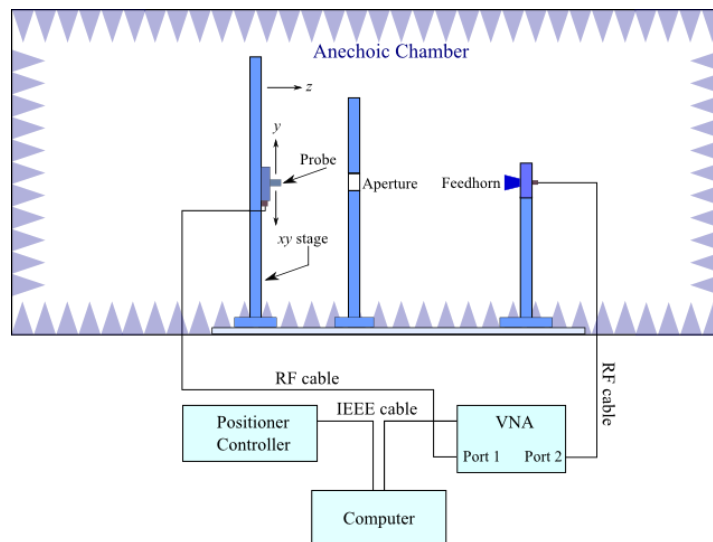 Anechoic Chamber
z
y
Probe
Aperture
Feedhorn
xy stage
RF cable
RF cable
IEEE cable
Positioner
Controller
VNA
Port 1 Port 2
Computer